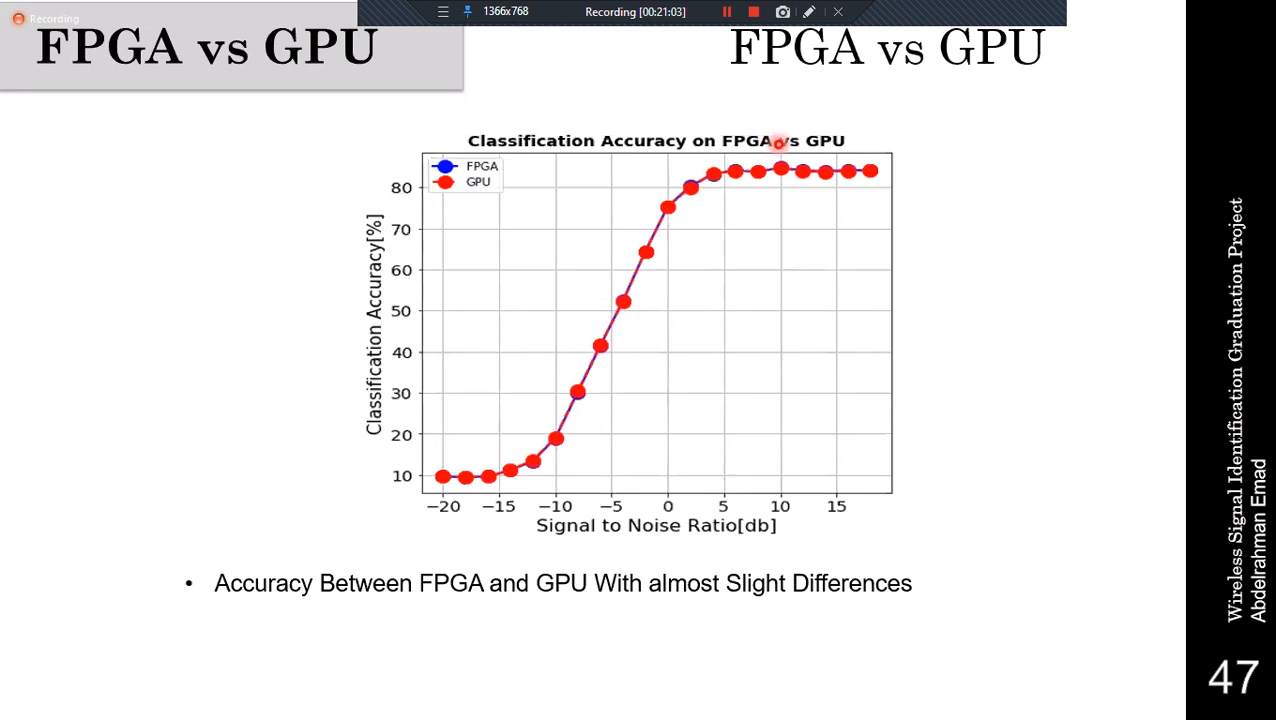 Recording
1366x768
Recording [00:21:03]
FPGA vs GPU
FPGA vs GPU
Classification Accuracy on FPGA vs GPU
FPGA
GPU
Classification Accuracy[%]
80
70
60
50
40
30
20
10
−20 −15 −10 −5 0 5 10 15
Signal to Noise Ratio[db]
• Accuracy Between FPGA and GPU With almost Slight Differences
Wireless Signal Identification Graduation Project
Abdelrahman Emad
47